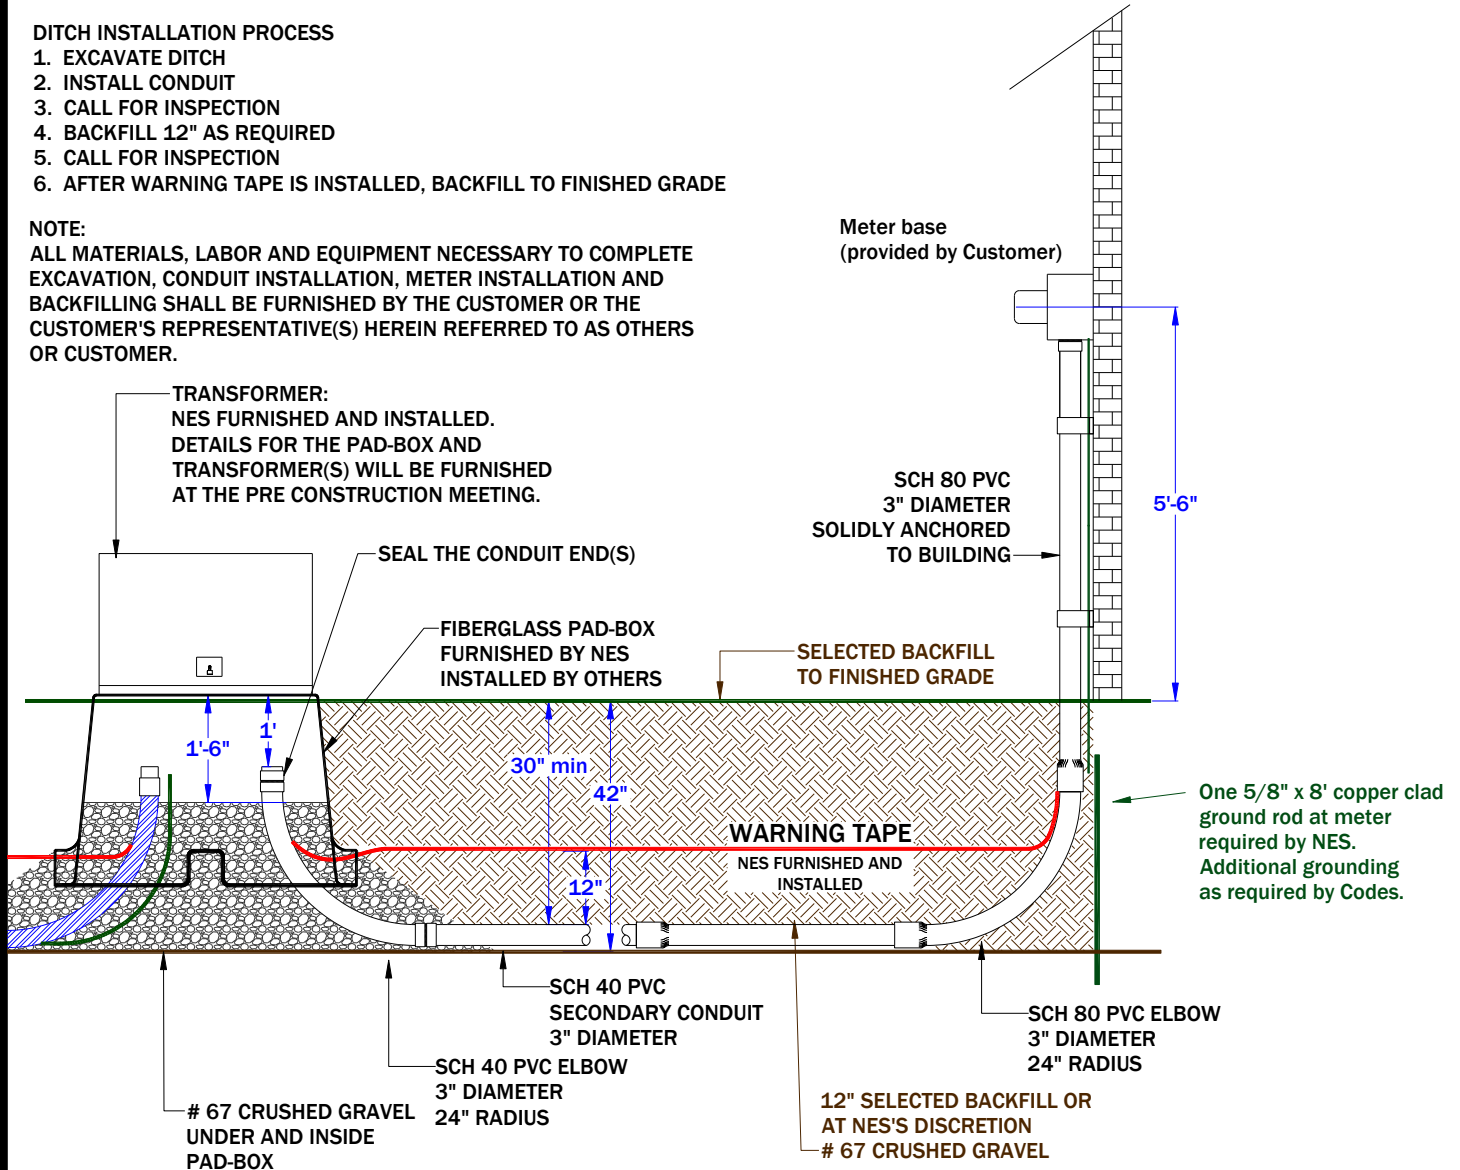 DITCH INSTALLATION PROCESS
1. EXCAVATE DITCH
2. INSTALL CONDUIT
3. CALL FOR INSPECTION
4. BACKFILL 12" AS REQUIRED
5. CALL FOR INSPECTION
6. AFTER WARNING TAPE IS INSTALLED, BACKFILL TO FINISHED GRADE
NOTE:
ALL MATERIALS, LABOR AND EQUIPMENT NECESSARY TO COMPLETE
EXCAVATION, CONDUIT INSTALLATION, METER INSTALLATION AND
BACKFILLING SHALL BE FURNISHED BY THE CUSTOMER OR THE
CUSTOMER'S REPRESENTATIVE(S) HEREIN REFERRED TO AS OTHERS
OR CUSTOMER.
Meter base
(provided by Customer)
TRANSFORMER:
NES FURNISHED AND INSTALLED.
DETAILS FOR THE PAD-BOX AND
TRANSFORMER(S) WILL BE FURNISHED
AT THE PRE CONSTRUCTION MEETING.
SCH 80 PVC
3" DIAMETER
SOLIDLY ANCHORED
TO BUILDING
5'-6"
SEAL THE CONDUIT END(S)
FIBERGLASS PAD-BOX
FURNISHED BY NES
INSTALLED BY OTHERS
SELECTED BACKFILL
TO FINISHED GRADE
1'-6"
1'
30" min
42"
WARNING TAPE
NES FURNISHED AND
INSTALLED
12"
One 5/8" x 8' copper clad
ground rod at meter
required by NES.
Additional grounding
as required by Codes.
SCH 40 PVC
SECONDARY CONDUIT
3" DIAMETER
SCH 80 PVC ELBOW
3" DIAMETER
24" RADIUS
SCH 40 PVC ELBOW
3" DIAMETER
24" RADIUS
# 67 CRUSHED GRAVEL
UNDER AND INSIDE
PAD-BOX
12" SELECTED BACKFILL OR
AT NES'S DISCRETION
# 67 CRUSHED GRAVEL